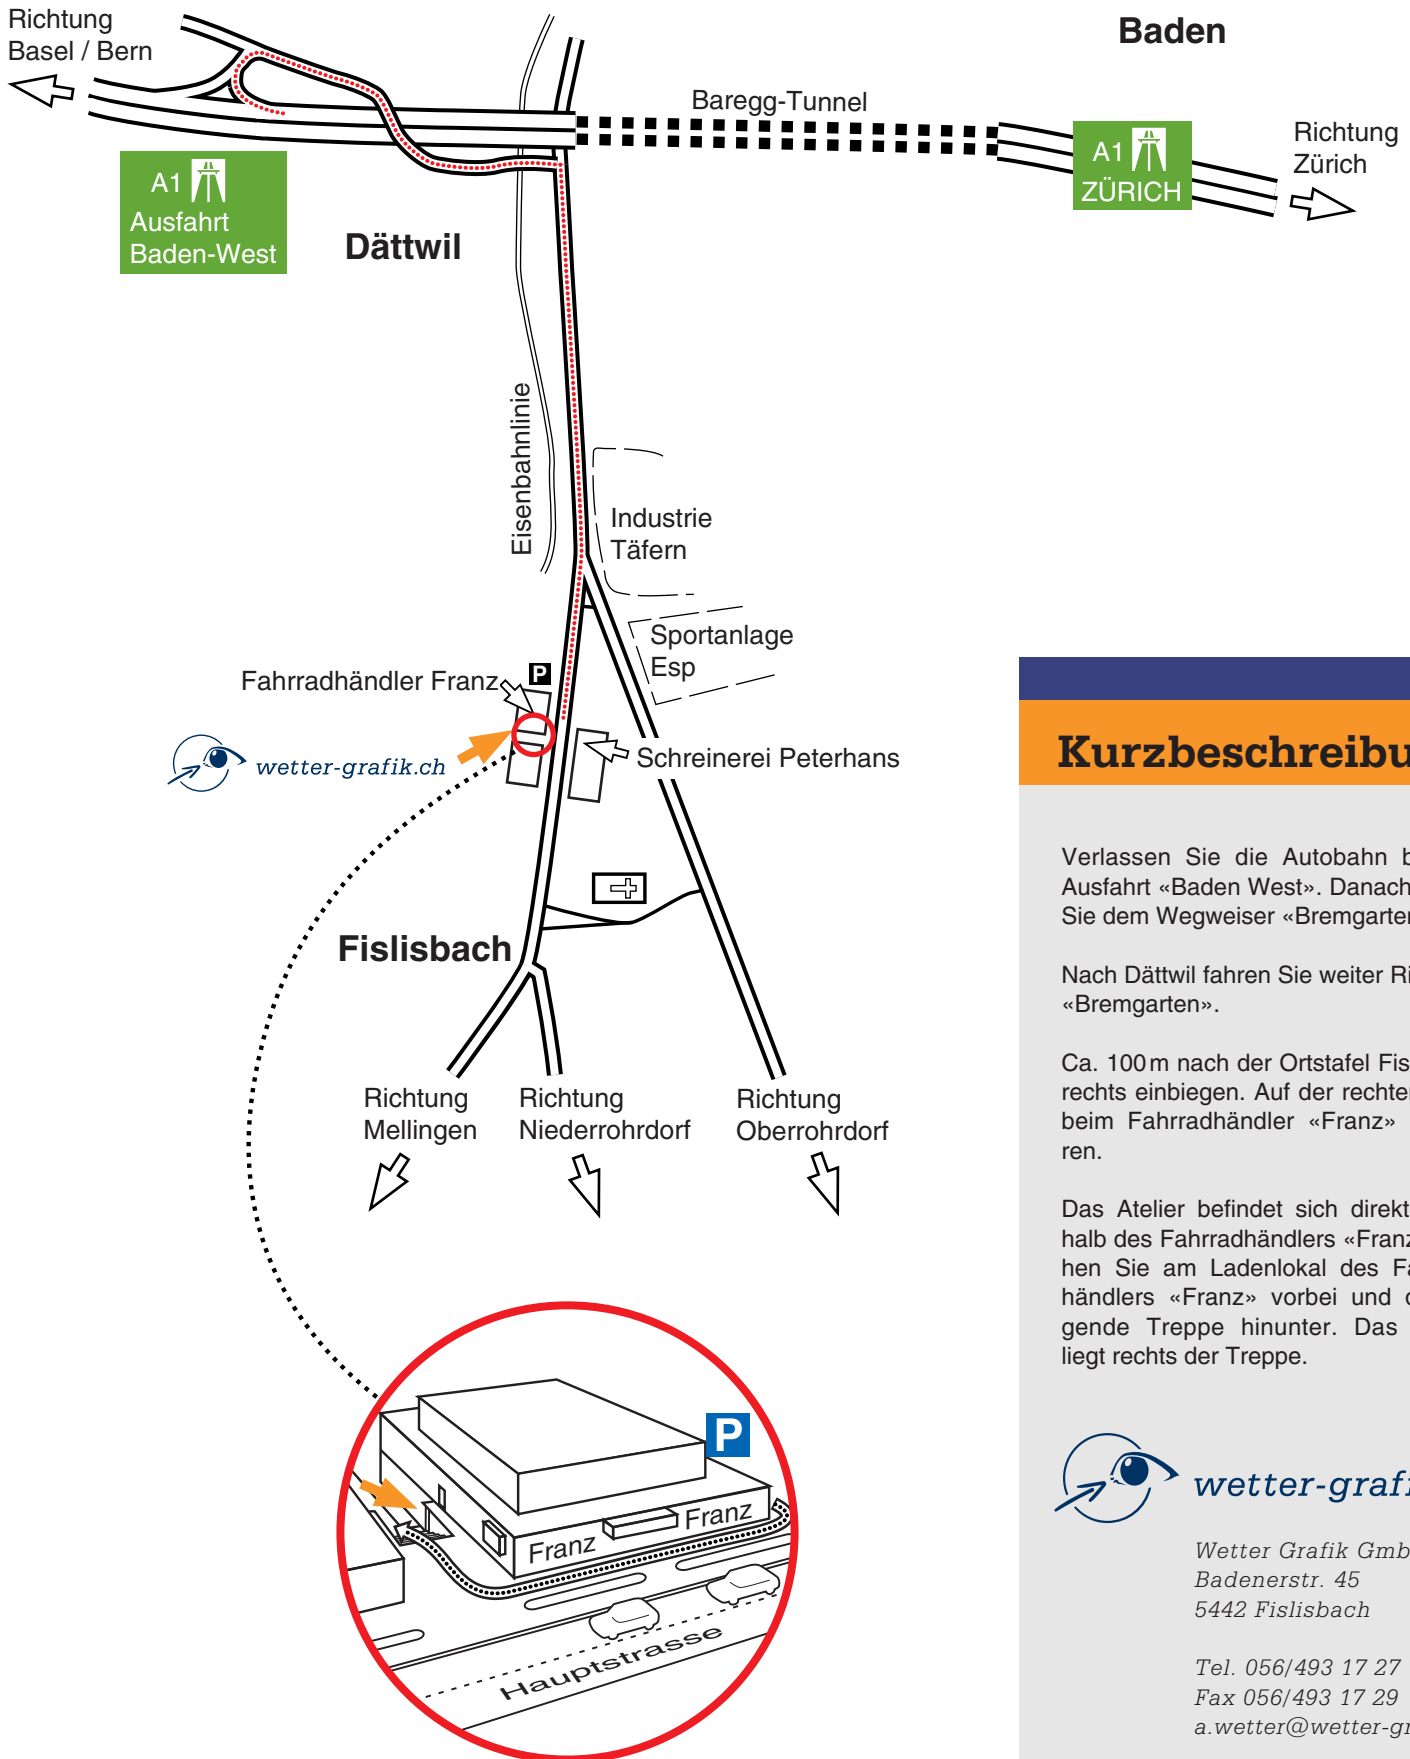 Richtung
Basel / Bern
Baden
Baregg-Tunnel
Richtung
Zürich
A1
ZÜRICH
A1
Ausfahrt
Baden-West
Dättwil
Eisenbahnlinie
Industrie
Täfern
Sportanlage
Esp
P
Fahrradhändler Franz
wetter-grafik.ch
Schreinerei Peterhans
Fislisbach
Richtung
Mellingen
Richtung
Niederrohrdorf
Richtung
Oberrohrdorf
P
Franz
Franz
Hauptstrasse
Kurzbeschreibu
Verlassen Sie die Autobahn b
Ausfahrt «Baden West». Danach
Sie dem Wegweiser «Bremgarten
Nach Dättwil fahren Sie weiter Ri
«Bremgarten».
Ca. 100 m nach der Ortstafel Fis
rechts einbiegen. Auf der rechten
beim Fahrradhändler «Franz»
ren.
Das Atelier befindet sich direkt
halb des Fahrradhändlers «Franz
hen Sie am Ladenlokal des Fa
händlers «Franz» vorbei und d
gende Treppe hinunter. Das
liegt rechts der Treppe.
wetter-grafi
Wetter Grafik Gmb
Badenerstr. 45
5442 Fislisbach
Tel. 056/493 17 27
Fax 056/493 17 29
a.wetter@wetter-gr